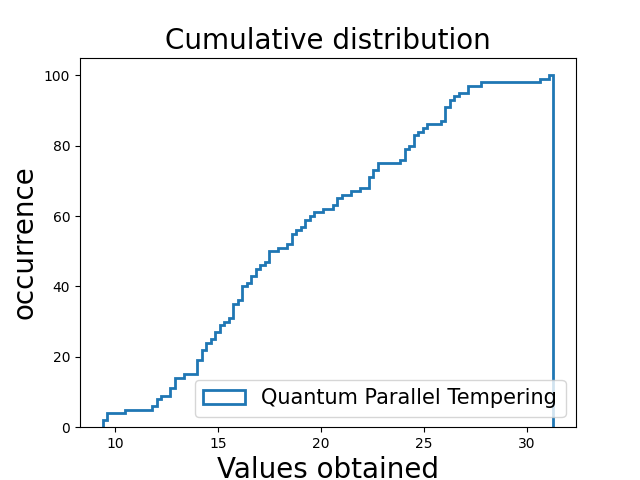 Cumulative distribution
100
80
60
40
20
0
occurrence
Quantum Parallel Tempering
10 15 20 25 30
Values obtained